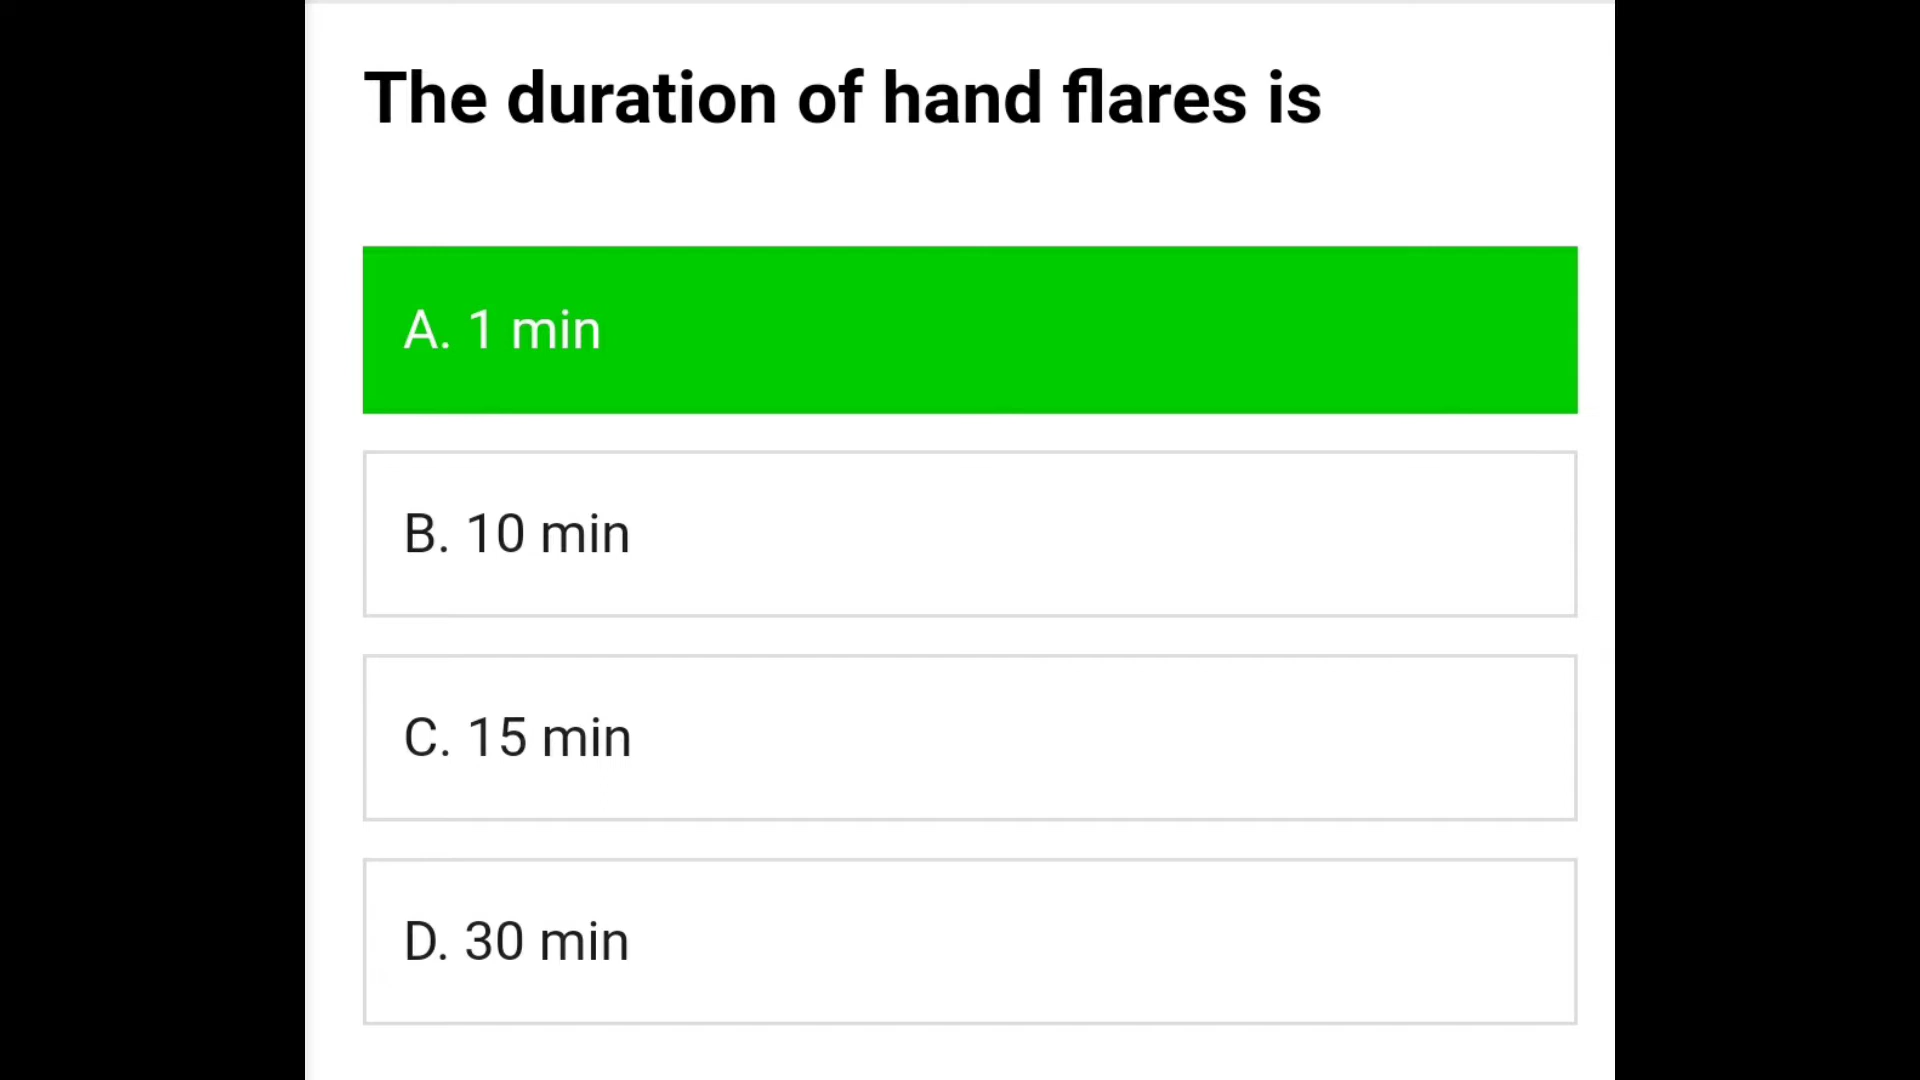 The duration of hand flares is
A. 1 min
B. 10 min
C. 15 min
D. 30 min